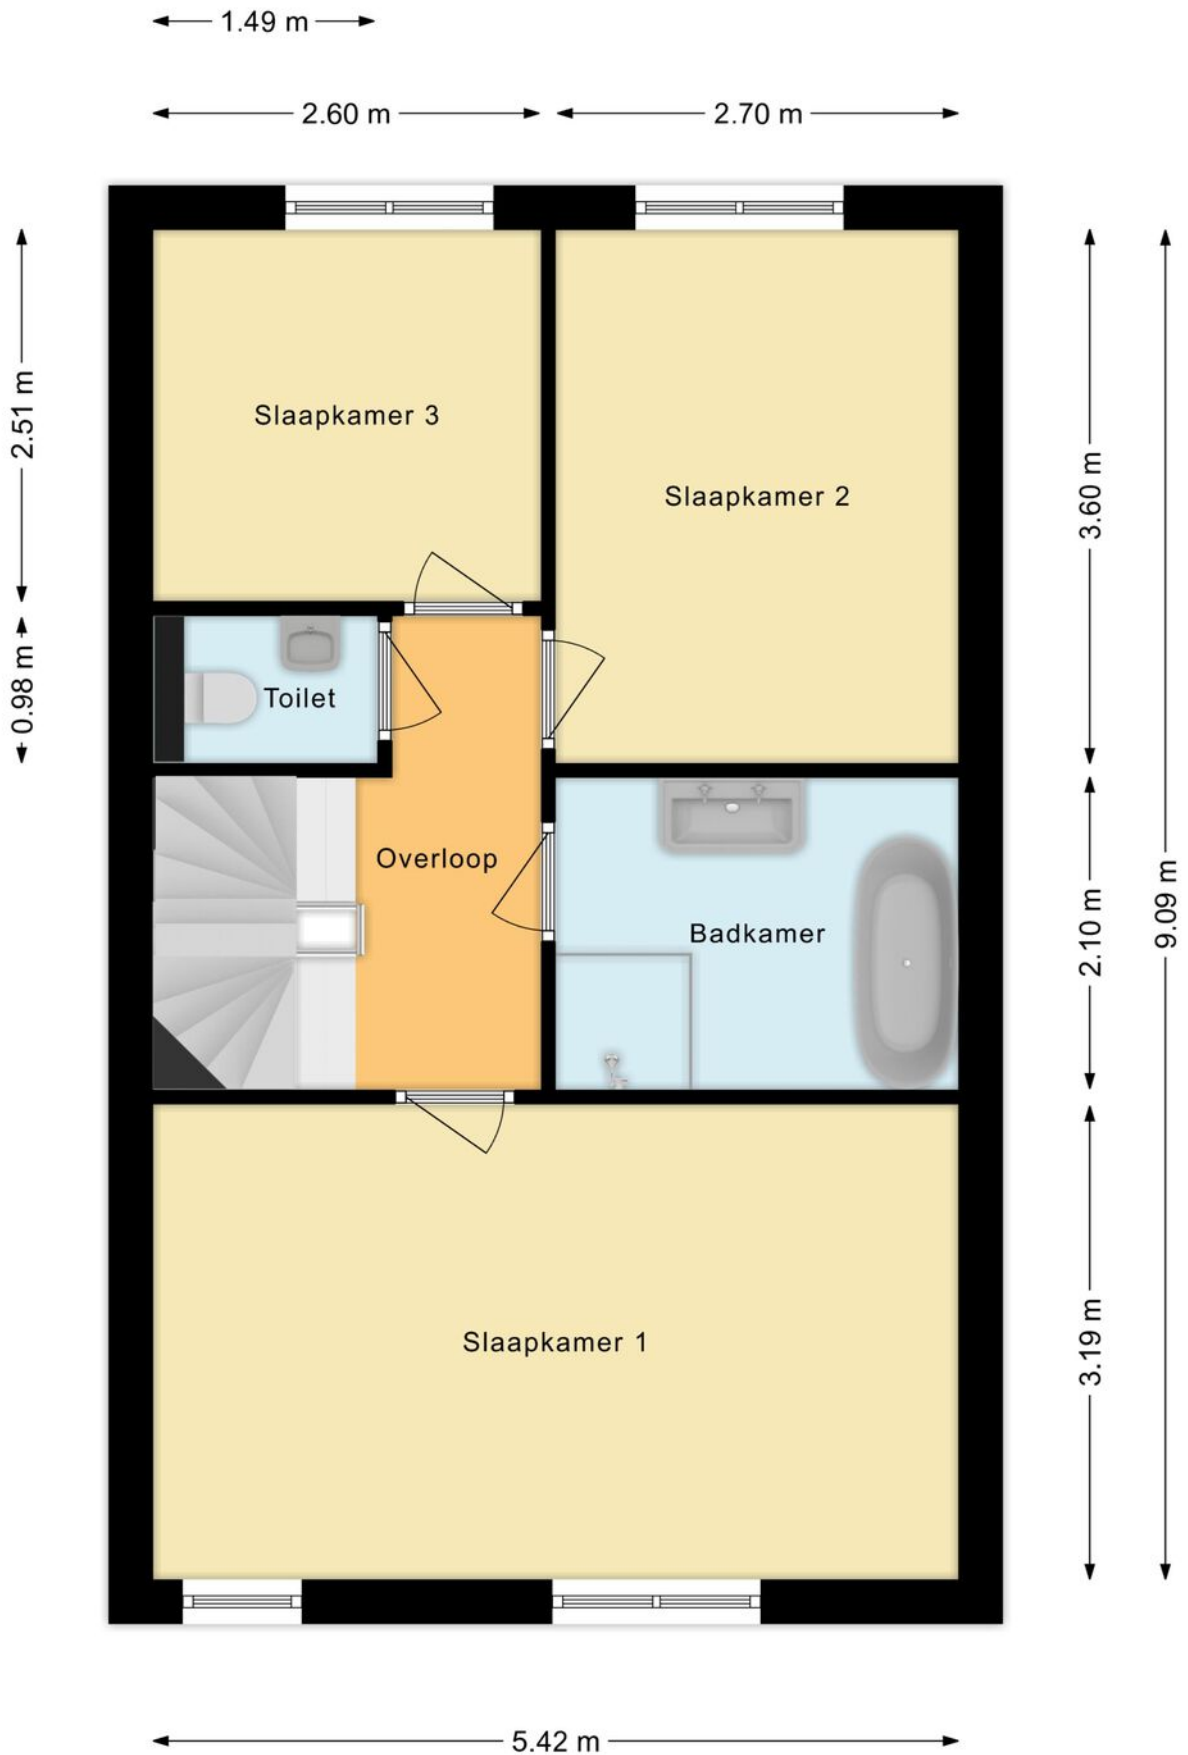 1.49 m
2.60 m
2.70 m
Slaapkamer 3
2.51 m
Slaapkamer 2
3.60 m
Toilet
0.98 m
Overloop
Badkamer
2.10 m
9.09 m
Slaapkamer 1
3.19 m
5.42 m